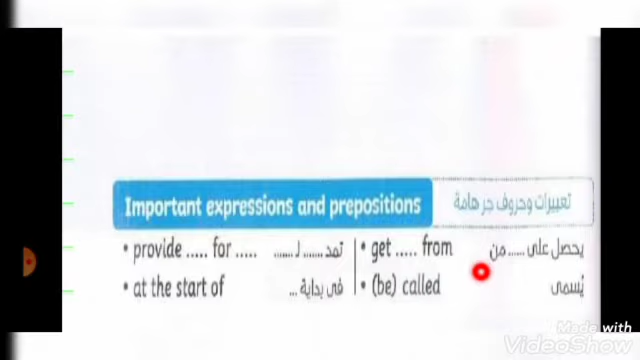 Important expressions and prepositions تعبيرات وحروف جر هامة
• provide ..... for ..... تمد ...... لـ ....... • get ..... from يحصل على ..... من
• at the start of فى بداية ... • (be) called يُسمى
Made with
VideoShow